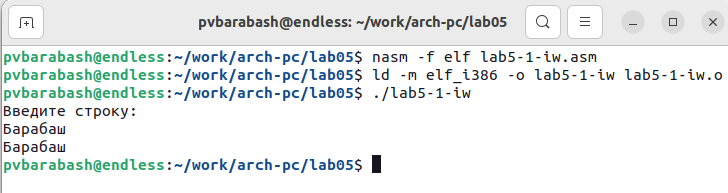 pvbarabash@endless: ~/work/arch-pc/lab05
pvbarabash@endless:~/work/arch-pc/lab05$ nasm -f elf lab5-1-iw.asm
pvbarabash@endless:~/work/arch-pc/lab05$ ld -m elf_i386 -o lab5-1-iw lab5-1-iw.o
pvbarabash@endless:~/work/arch-pc/lab05$ ./lab5-1-iw
Введите строку:
Барабаш
Барабаш
pvbarabash@endless:~/work/arch-pc/lab05$